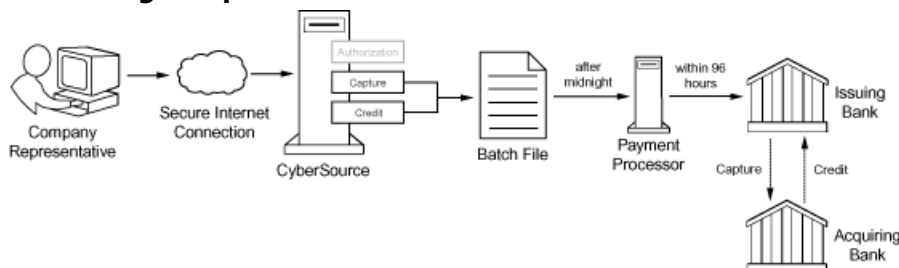 Authorization
Capture
Credit
after
midnight
within 96
hours
Issuing
Bank
Secure Internet
Connection
Company
Representative
CyberSource
Batch File
Payment
Processor
Capture
Credit
Acquiring
Bank